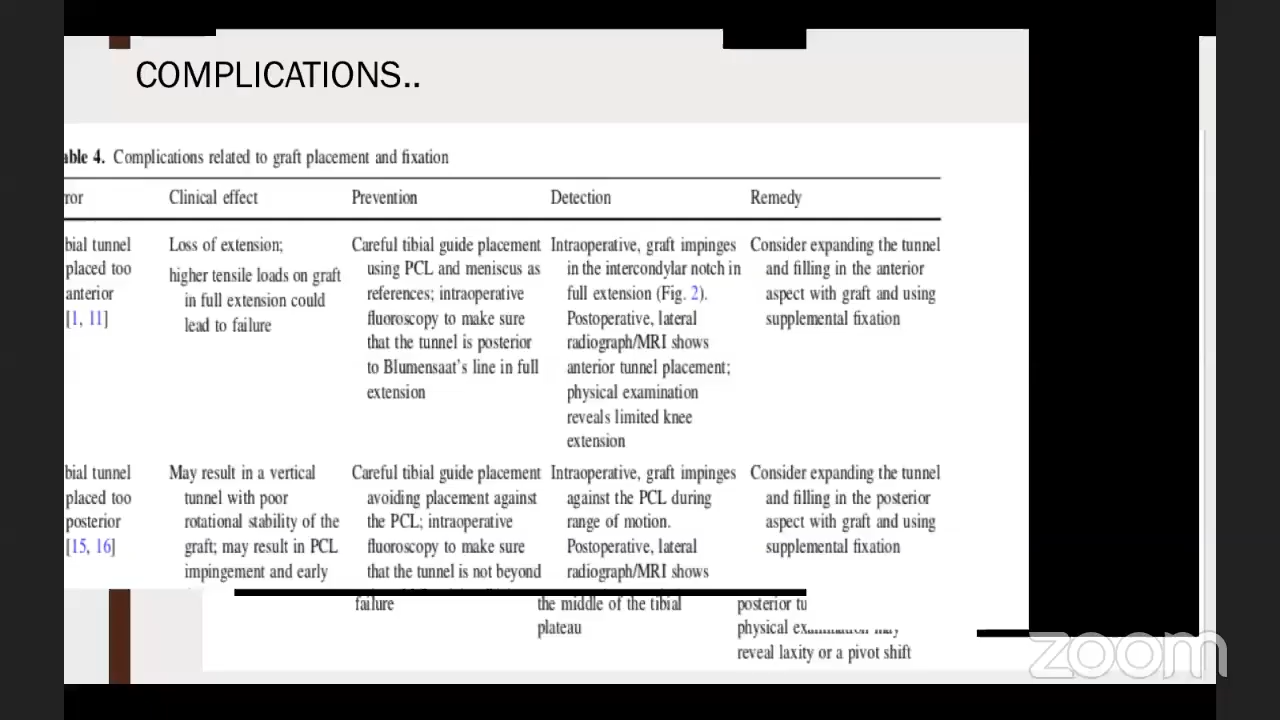 COMPLICATIONS..
able 4. Complications related to graft placement and fixation
ror Clinical effect Prevention Detection Remedy
bial tunnel Loss of extension; Careful tibial guide placement Intraoperative, graft impinges Consider expanding the tunnel
placed too higher tensile loads on graft using PCL and meniscus as in the intercondylar notch in and filling in the anterior
anterior in full extension could references; intraoperative full extension (Fig. 2). aspect with graft and using
[1, 11] lead to failure fluoroscopy to make sure Postoperative, lateral supplemental fixation
that the tunnel is posterior radiograph/MRI shows
to Blumensaat's line in full anterior tunnel placement;
extension physical examination
reveals limited knee
extension
bial tunnel May result in a vertical Careful tibial guide placement Intraoperative, graft impinges Consider expanding the tunnel
placed too tunnel with poor avoiding placement against against the PCL during and filling in the posterior
posterior rotational stability of the the PCL; intraoperative range of motion. aspect with graft and using
[15, 16] graft; may result in PCL fluoroscopy to make sure Postoperative, lateral supplemental fixation
impingement and early that the tunnel is not beyond radiograph/MRI shows
failure the middle of the tibial posterior tu
plateau physical may
reveal laxity or a pivot shift
zoom